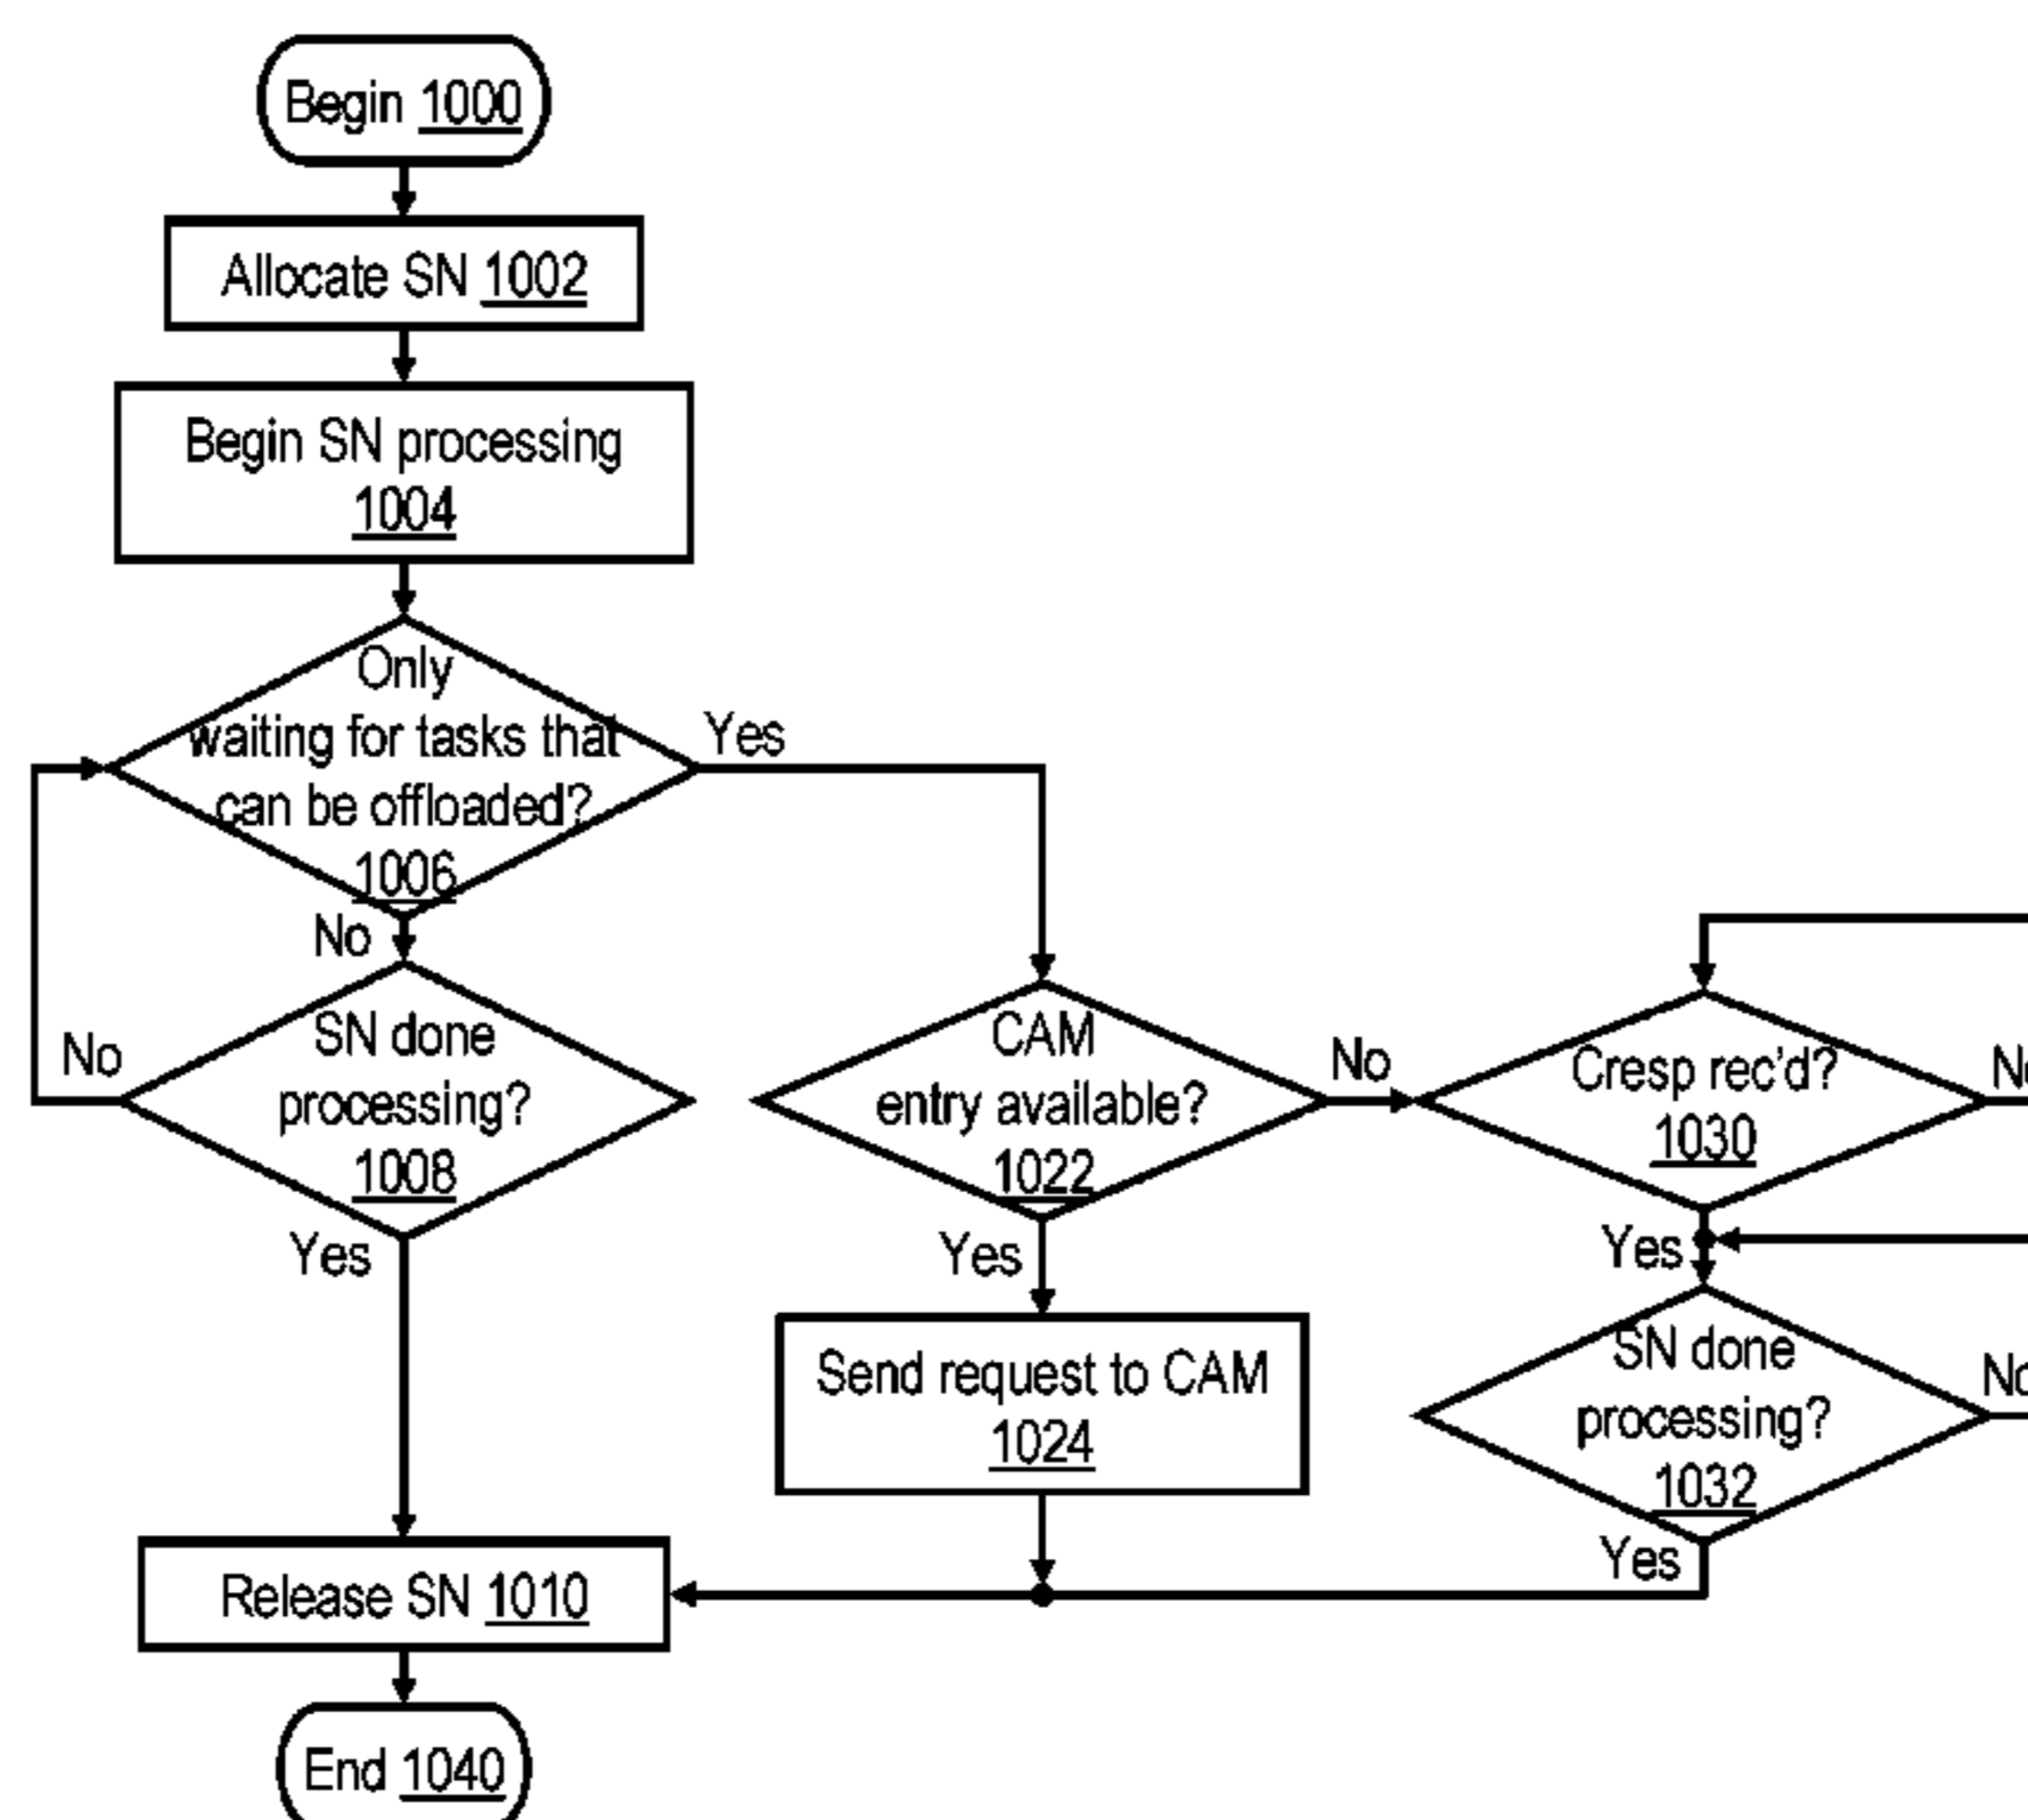 Begin 1000
Allocate SN 1002
Begin SN processing
1004
Only
waiting for tasks that
can be offloaded?
1006
Yes
No
SN done
processing?
1008
No
Yes
CAM
entry available?
1022
No
Yes
Send request to CAM
1024
Cresp rec'd?
1030
No
Yes
SN done
processing?
1032
No
Yes
Release SN 1010
End 1040